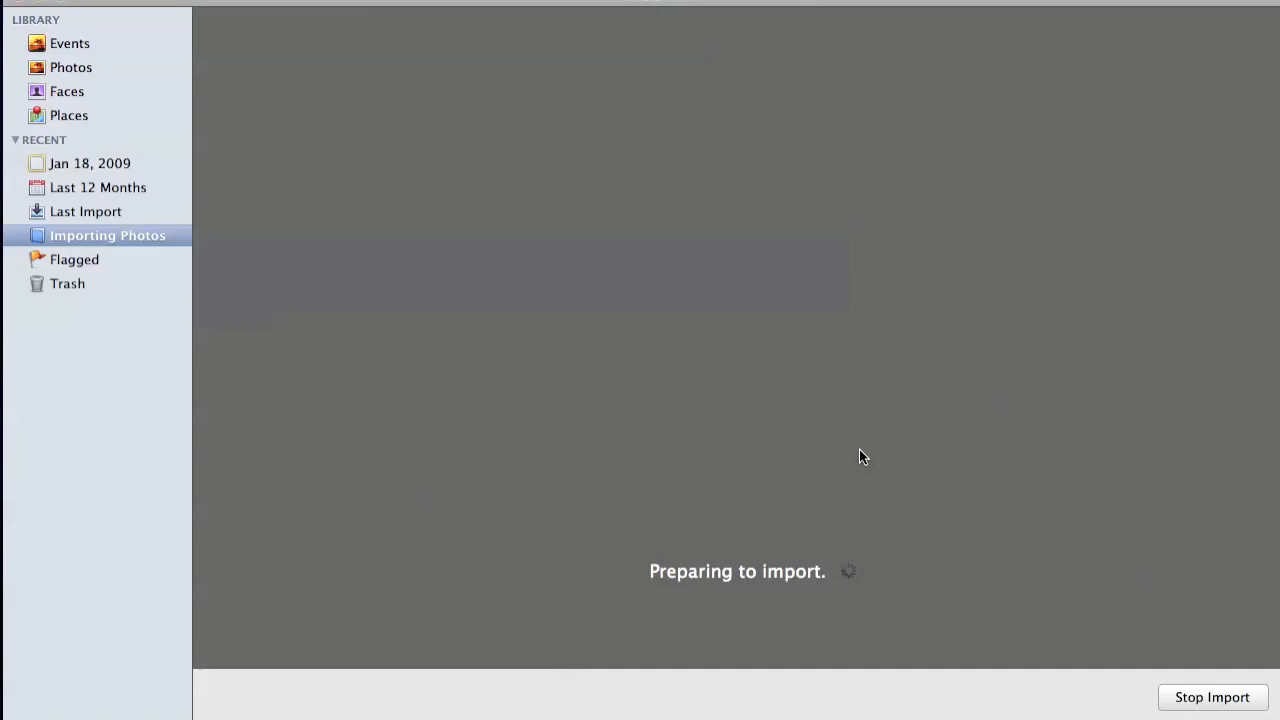 LIBRARY
Events
Photos
Faces
Places
RECENT
Jan 18, 2009
Last 12 Months
Last Import
Importing Photos
Flagged
Trash
Preparing to import.
Stop Import